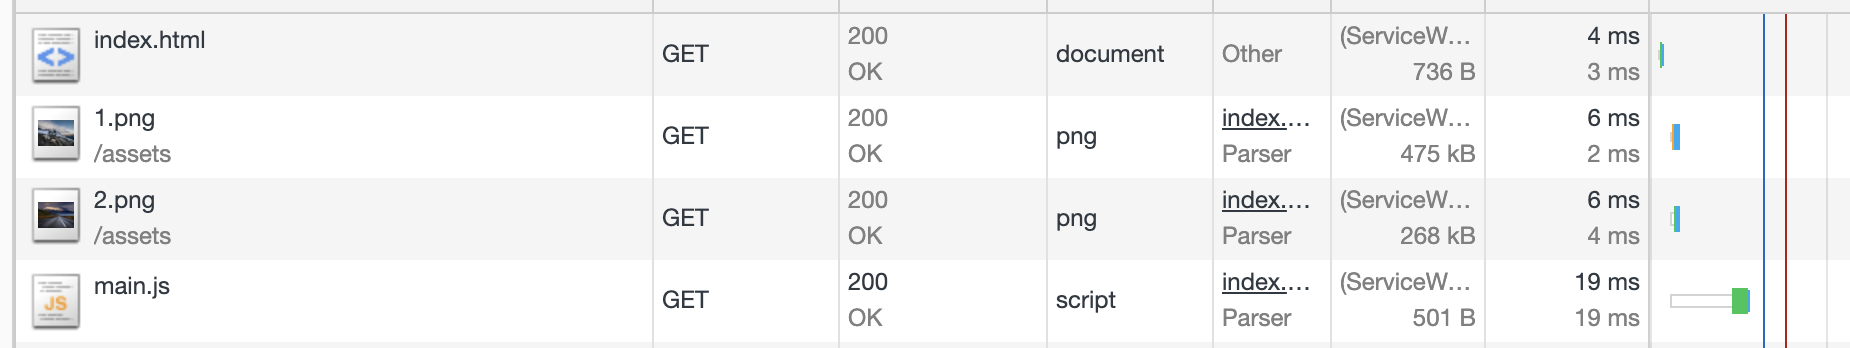 index.html GET 200 document Other (ServiceW... 4 ms
OK 736 B 3 ms
1.png GET 200 png index.... (ServiceW... 6 ms
/assets OK Parser 475 kB 2 ms
2.png GET 200 png index.... (ServiceW... 6 ms
/assets OK Parser 268 kB 4 ms
JS main.js GET 200 script index.... (ServiceW... 19 ms
OK Parser 501 B 19 ms